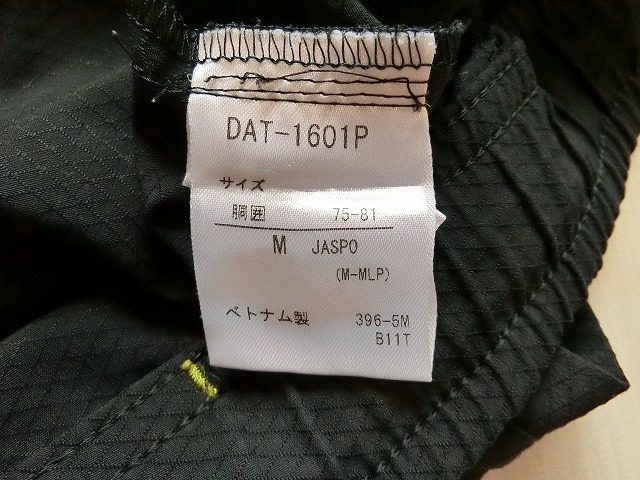 DAT-1601P
サイズ
胴囲 75-81
M JASPO
(M-MLP)
ベトナム製 396-5M
B11T